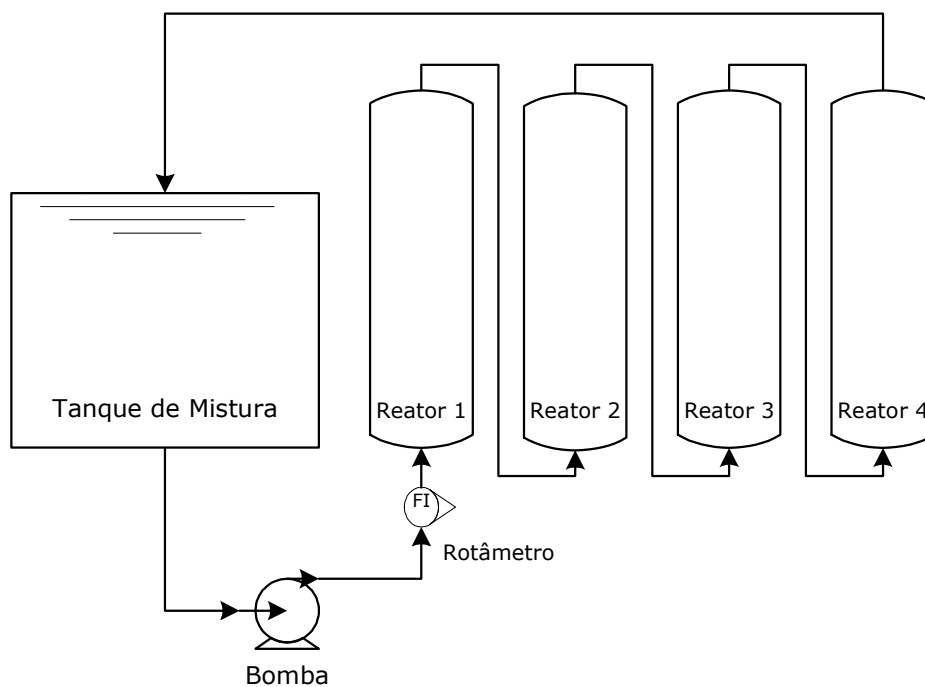 Tanque de Mistura
Reator 1
Reator 2
Reator 3
Reator 4
FI
Rotâmetro
Bomba